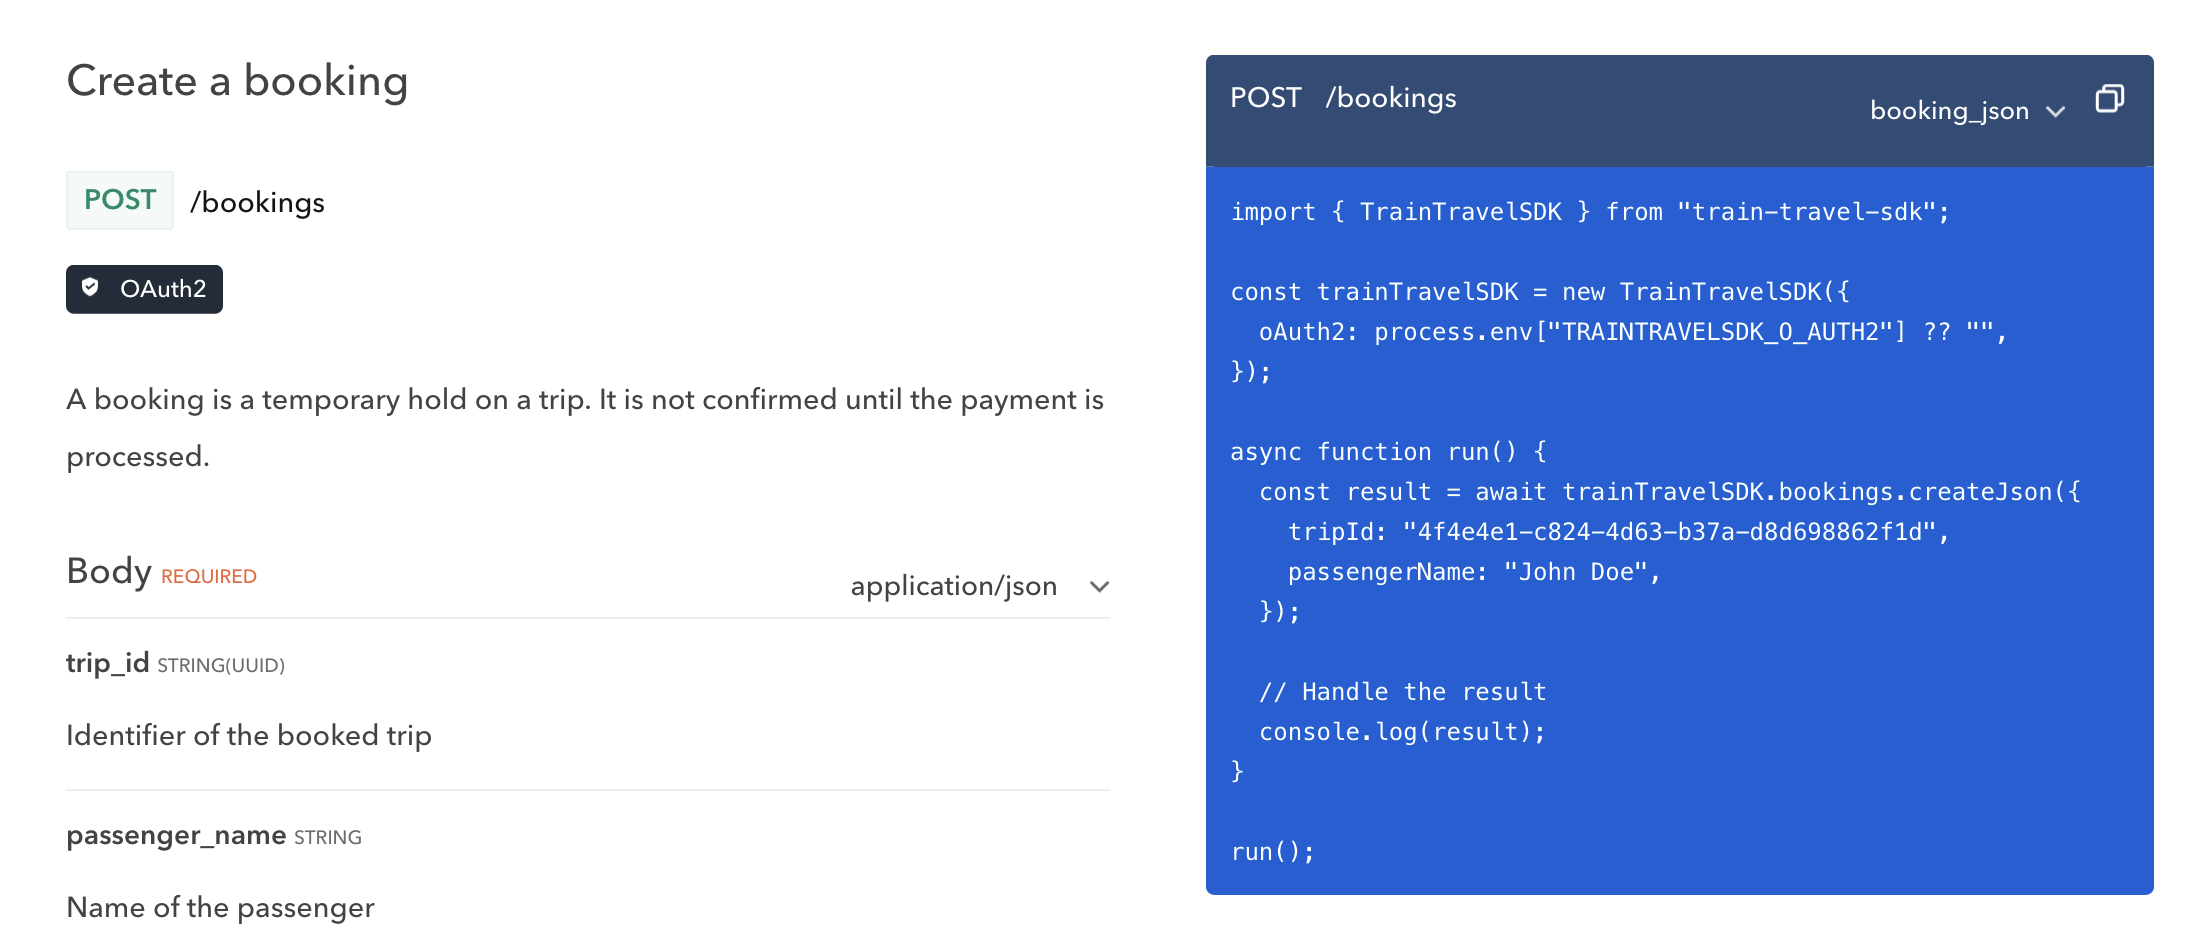 Create a booking
POST /bookings
OAuth2
A booking is a temporary hold on a trip. It is not confirmed until the payment is
processed.
Body REQUIRED
application/json
trip_id STRING(UUID)
Identifier of the booked trip
passenger_name STRING
Name of the passenger
POST /bookings
booking_json
import { TrainTravelSDK } from "train-travel-sdk";
const trainTravelSDK = new TrainTravelSDK({
  oAuth2: process.env["TRAINTRAVELSDK_O_AUTH2"] ?? "",
});
async function run() {
  const result = await trainTravelSDK.bookings.createJson({
    tripId: "4f4e4e1-c824-4d63-b37a-d8d698862f1d",
    passengerName: "John Doe",
  });
  // Handle the result
  console.log(result);
}
run();